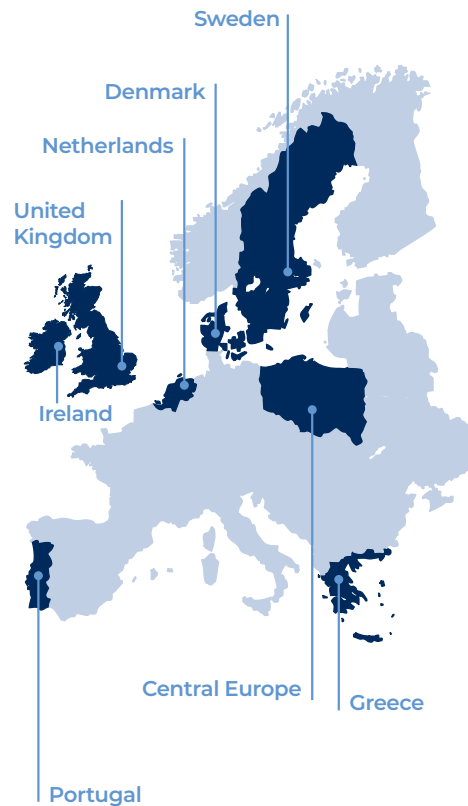 Sweden
Denmark
Netherlands
United
Kingdom
Ireland
Central Europe
Greece
Portugal